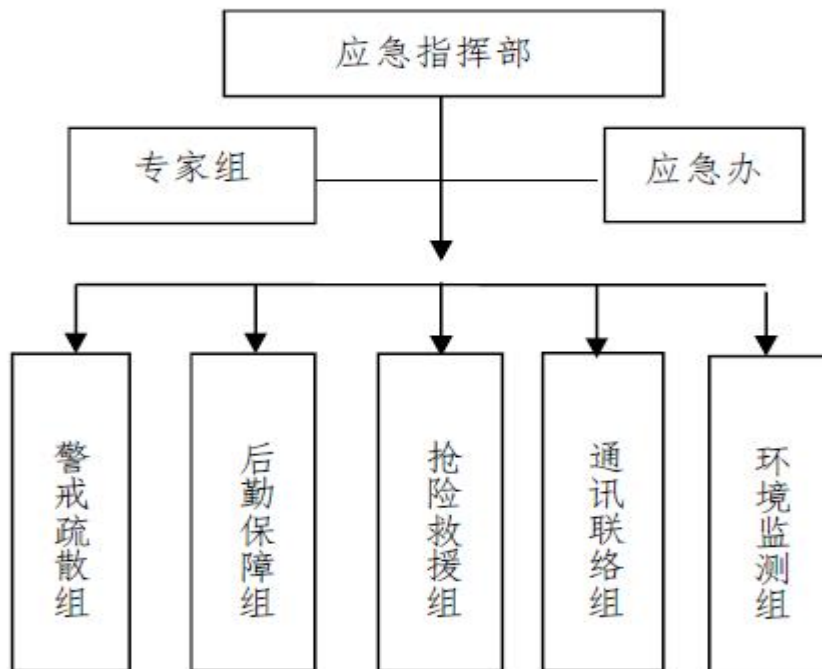 应急指挥部
专家组
应急办
警戒疏散组
后勤保障组
抢险救援组
通讯联络组
环境监测组